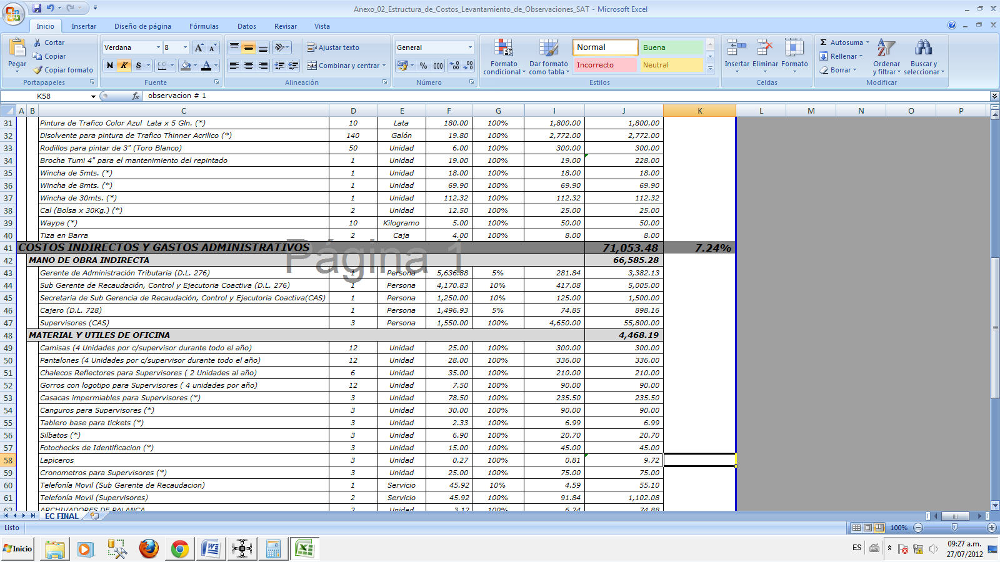 Anexo_02_Estructura_de_Costos_Levantamiento_de_Observaciones_SAT - Microsoft Excel
Inicio Insertar Diseño de página Fórmulas Datos Revisar Vista
Pegar Cortar Copiar Copiar formato Portapapeles
Verdana 8 N K S Fuente
Ajustar texto Combinar y centrar Alineación
General % 000 Número
Formato condicional Dar formato como tabla Normal Buena Incorrecto Neutral Estilos
Insertar Eliminar Formato Celdas
Autosuma Rellenar Borrar Ordenar y filtrar Buscar y seleccionar Modificar
K58 fx observacion # 1
A B C D E F G I J K L M N O P
31 Pintura de Trafico Color Azul Lata x 5 Gln. (*) 10 Lata 180.00 100% 1,800.00 1,800.00
32 Disolvente para pintura de Trafico Thinner Acrilico (*) 140 Galón 19.80 100% 2,772.00 2,772.00
33 Rodillos para pintar de 3" (Toro Blanco) 50 Unidad 6.00 100% 300.00 300.00
34 Brocha Tumi 4" para el mantenimiento del repintado 1 Unidad 19.00 100% 19.00 228.00
35 Wincha de 5mts. (*) 1 Unidad 18.00 100% 18.00 18.00
36 Wincha de 8mts. (*) 1 Unidad 69.90 100% 69.90 69.90
37 Wincha de 30mts. (*) 1 Unidad 112.32 100% 112.32 112.32
38 Cal (Bolsa x 30Kg.) (*) 2 Unidad 12.50 100% 25.00 25.00
39 Waype (*) 10 Kilogramo 5.00 100% 50.00 50.00
40 Tiza en Barra 2 Caja 4.00 100% 8.00 8.00
41 COSTOS INDIRECTOS Y GASTOS ADMINISTRATIVOS 71,053.48 7.24%
Página 1
42 MANO DE OBRA INDIRECTA 66,585.28
43 Gerente de Administración Tributaria (D.L. 276) 1 Persona 5,636.88 5% 281.84 3,382.13
44 Sub Gerente de Recaudación, Control y Ejecutoria Coactiva (D.L. 276) 1 Persona 4,170.83 10% 417.08 5,005.00
45 Secretaria de Sub Gerencia de Recaudación, Control y Ejecutoria Coactiva(CAS) 1 Persona 1,250.00 10% 125.00 1,500.00
46 Cajero (D.L. 728) 1 Persona 1,496.93 5% 74.85 898.16
47 Supervisores (CAS) 3 Persona 1,550.00 100% 4,650.00 55,800.00
48 MATERIAL Y UTILES DE OFICINA 4,468.19
49 Camisas (4 Unidades por c/supervisor durante todo el año) 12 Unidad 25.00 100% 300.00 300.00
50 Pantalones (4 Unidades por c/supervisor durante todo el año) 12 Unidad 28.00 100% 336.00 336.00
51 Chalecos Reflectores para Supervisores ( 2 Unidades al año) 6 Unidad 35.00 100% 210.00 210.00
52 Gorros con logotipo para Supervisores ( 4 unidades por año) 12 Unidad 7.50 100% 90.00 90.00
53 Casacas impermiables para Supervisores (*) 3 Unidad 78.50 100% 235.50 235.50
54 Canguros para Supervisores (*) 3 Unidad 30.00 100% 90.00 90.00
55 Tablero base para tickets (*) 3 Unidad 2.33 100% 6.99 6.99
56 Silbatos (*) 3 Unidad 6.90 100% 20.70 20.70
57 Fotochecks de Identificacion (*) 3 Unidad 15.00 100% 45.00 45.00
58 Lapiceros 3 Unidad 0.27 100% 0.81 9.72
59 Cronometros para Supervisores (*) 3 Unidad 25.00 100% 75.00 75.00
60 Telefonía Movil (Sub Gerente de Recaudacion) 1 Servicio 45.92 10% 4.59 55.10
61 Telefonía Movil (Supervisores) 2 Servicio 45.92 100% 91.84 1,102.08
62 ARCHIVADORES DE PALANCA 2 Unidad 3.12 100% 6.24 74.88
EC FINAL
Listo 100%
Inicio ES 09:27 a.m.
27/07/2012